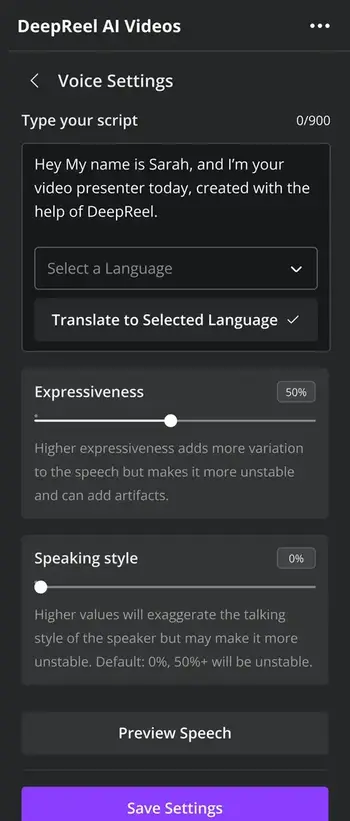 DeepReel AI Videos
Voice Settings
Type your script 0/900
Hey My name is Sarah, and I’m your
video presenter today, created with the
help of DeepReel.
Select a Language
Translate to Selected Language
Expressiveness 50%
Higher expressiveness adds more variation
to the speech but makes it more unstable
and can add artifacts.
Speaking style 0%
Higher values will exaggerate the talking
style of the speaker but may make it more
unstable. Default: 0%, 50%+ will be unstable.
Preview Speech
Save Settings